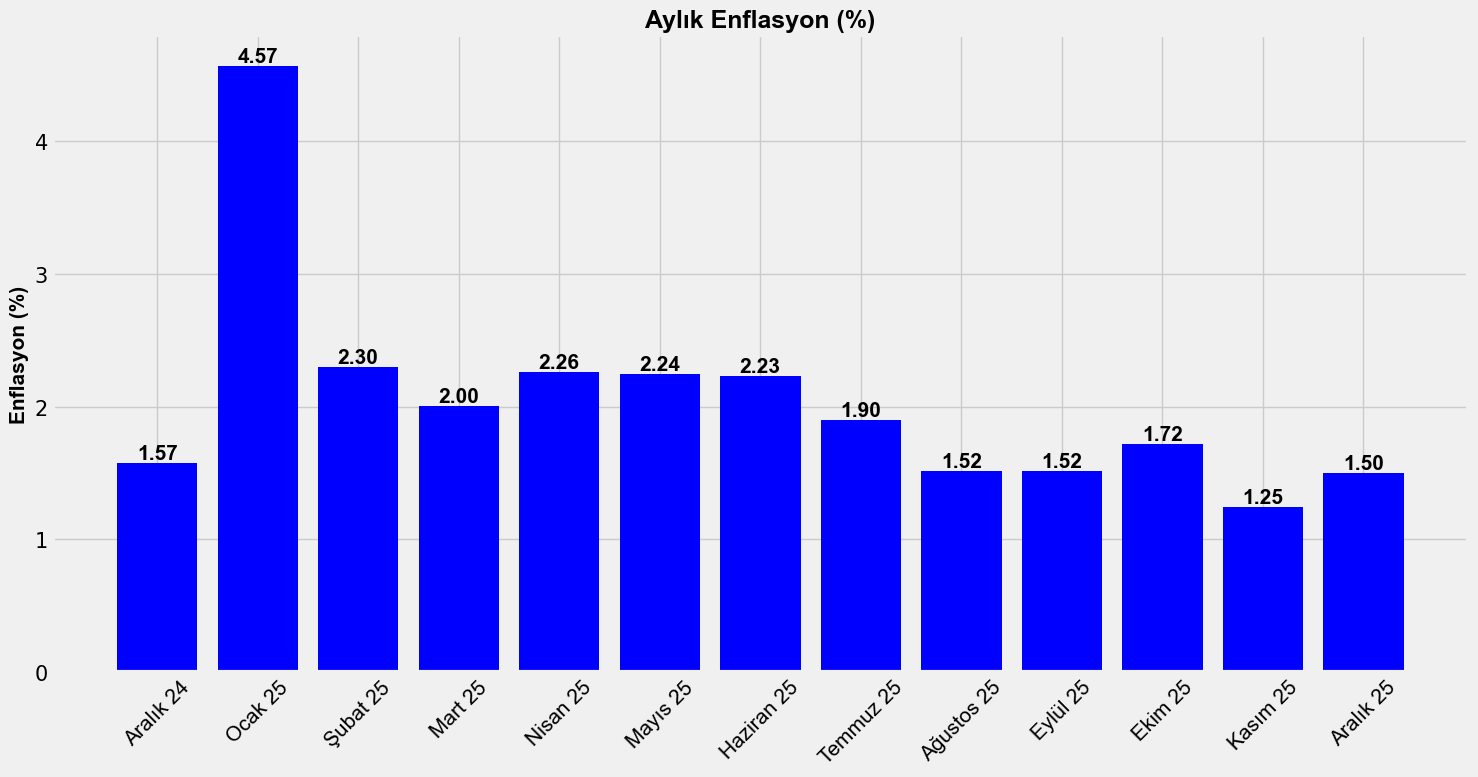 Aylık Enflasyon (%)
Enflasyon (%)
4
3
2
1
0
1.57
4.57
2.30
2.00
2.26
2.24
2.23
1.90
1.52
1.52
1.72
1.25
1.50
Aralık 24
Ocak 25
Şubat 25
Mart 25
Nisan 25
Mayıs 25
Haziran 25
Temmuz 25
Ağustos 25
Eylül 25
Ekim 25
Kasım 25
Aralık 25